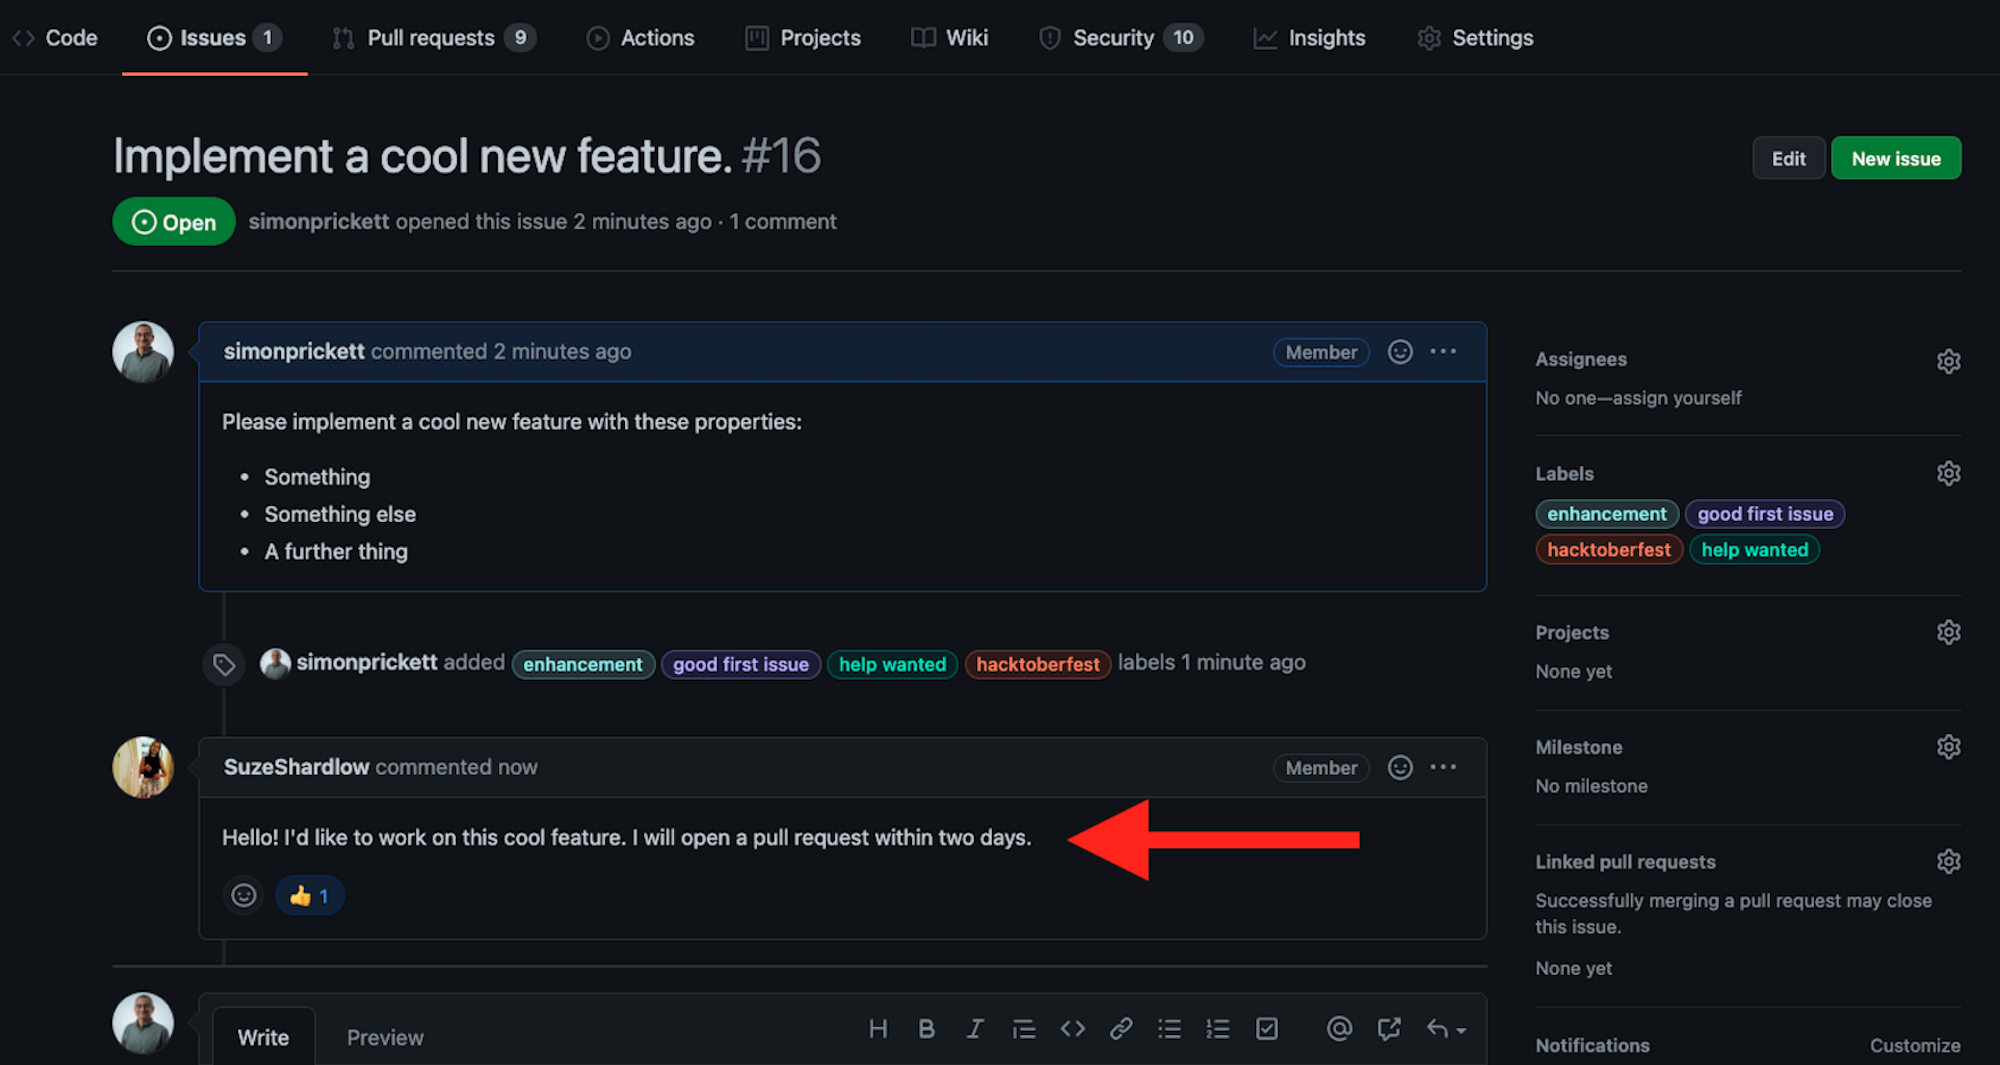 Code Issues 1 Pull requests 9 Actions Projects Wiki Security 10 Insights Settings
Implement a cool new feature. #16
Edit New issue
Open simonprickett opened this issue 2 minutes ago · 1 comment
simonprickett commented 2 minutes ago Member
Please implement a cool new feature with these properties:
• Something
• Something else
• A further thing
simonprickett added enhancement good first issue help wanted hacktoberfest labels 1 minute ago
SuzeShardlow commented now Member
Hello! I'd like to work on this cool feature. I will open a pull request within two days.
👍 1
Write Preview
Assignees
No one—assign yourself
Labels
enhancement good first issue
hacktoberfest help wanted
Projects
None yet
Milestone
No milestone
Linked pull requests
Successfully merging a pull request may close
this issue.
None yet
Notifications Customize